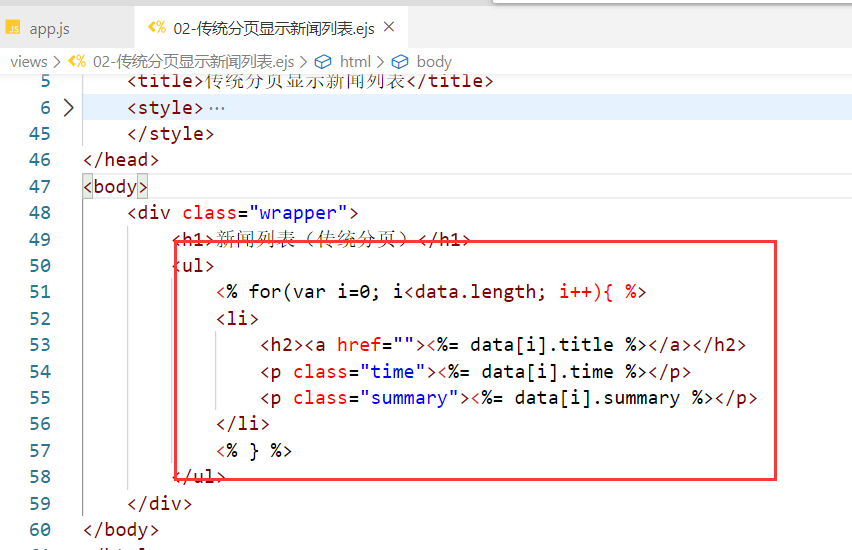 JS app.js
<% 02-传统分页显示新闻列表.ejs ×
views > <% 02-传统分页显示新闻列表.ejs > html > body
5 <title>传统分页显示新闻列表</title>
6 <style>…
45 </style>
46 </head>
47 <body>
48 <div class="wrapper">
49 <h1>新闻列表（传统分页）</h1>
50 <ul>
51 <% for(var i=0; i<data.length; i++){ %>
52 <li>
53 <h2><a href=""><%= data[i].title %></a></h2>
54 <p class="time"><%= data[i].time %></p>
55 <p class="summary"><%= data[i].summary %></p>
56 </li>
57 <% } %>
58 </ul>
59 </div>
60 </body>